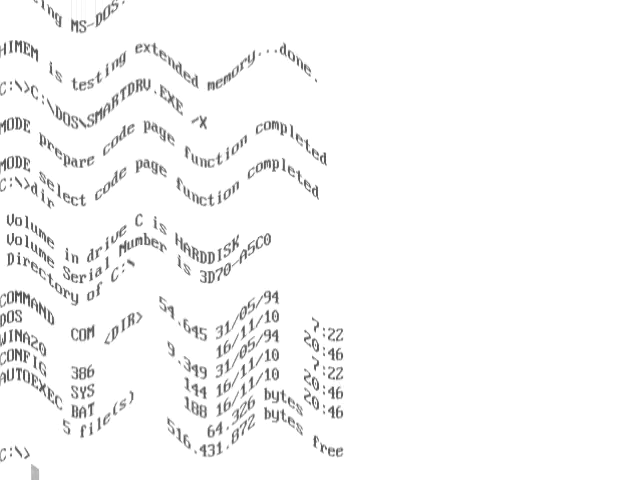 ing MS-DOS.
HIMEM is testing extended memory...done.
C:\>C:\DOS\SMARTDRV.EXE /X
MODE prepare code page function completed
MODE select code page function completed
C:\>dir
Volume in drive C is HARDDISK
Volume Serial Number is 3D70-A5C0
Directory of C:\
COMMAND COM 54.645 31/05/94 7:22
DOS <DIR> 16/11/10 20:46
WINA20 386 9.349 31/05/94 7:22
CONFIG SYS 144 16/11/10 20:46
AUTOEXEC BAT 188 16/11/10 20:46
5 file(s) 64.326 bytes
516.431.872 bytes free
C:\>